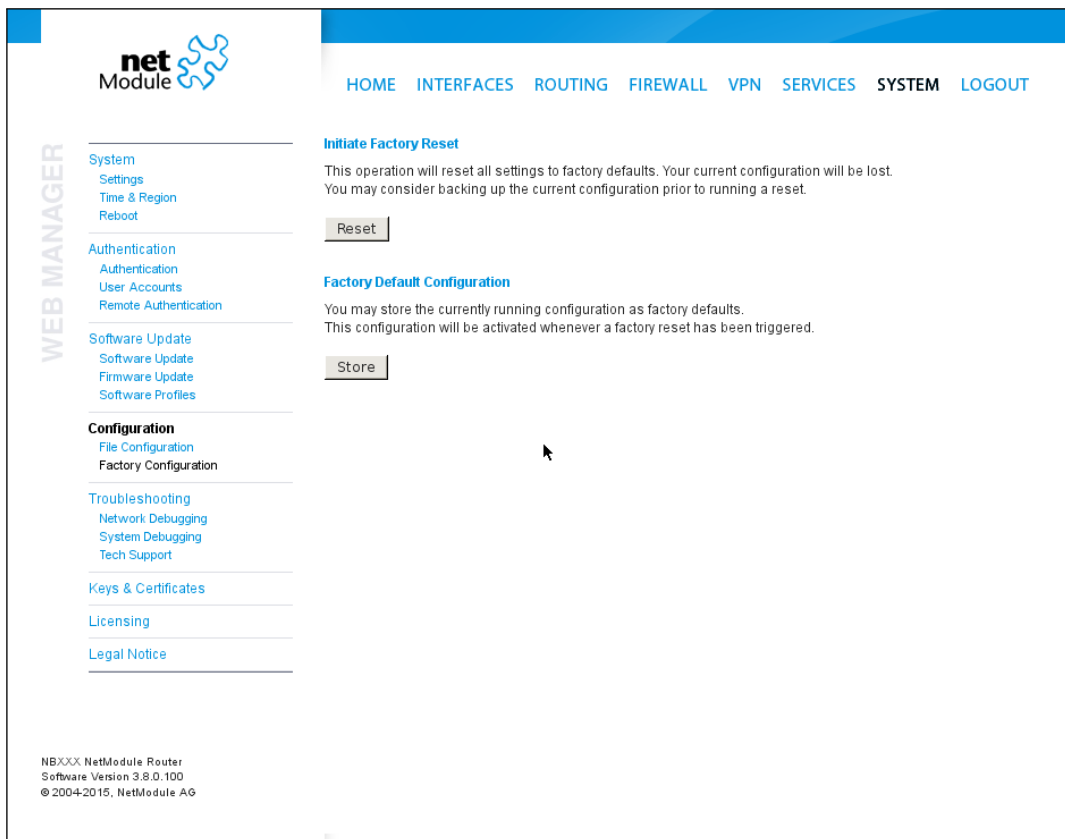 net
Module
HOME INTERFACES ROUTING FIREWALL VPN SERVICES SYSTEM LOGOUT
WEB MANAGER
System
Settings
Time & Region
Reboot
Authentication
Authentication
User Accounts
Remote Authentication
Software Update
Software Update
Firmware Update
Software Profiles
Configuration
File Configuration
Factory Configuration
Troubleshooting
Network Debugging
System Debugging
Tech Support
Keys & Certificates
Licensing
Legal Notice
Initiate Factory Reset
This operation will reset all settings to factory defaults. Your current configuration will be lost.
You may consider backing up the current configuration prior to running a reset.
Reset
Factory Default Configuration
You may store the currently running configuration as factory defaults.
This configuration will be activated whenever a factory reset has been triggered.
Store
NBXXX NetModule Router
Software Version 3.8.0.100
© 2004-2015, NetModule AG